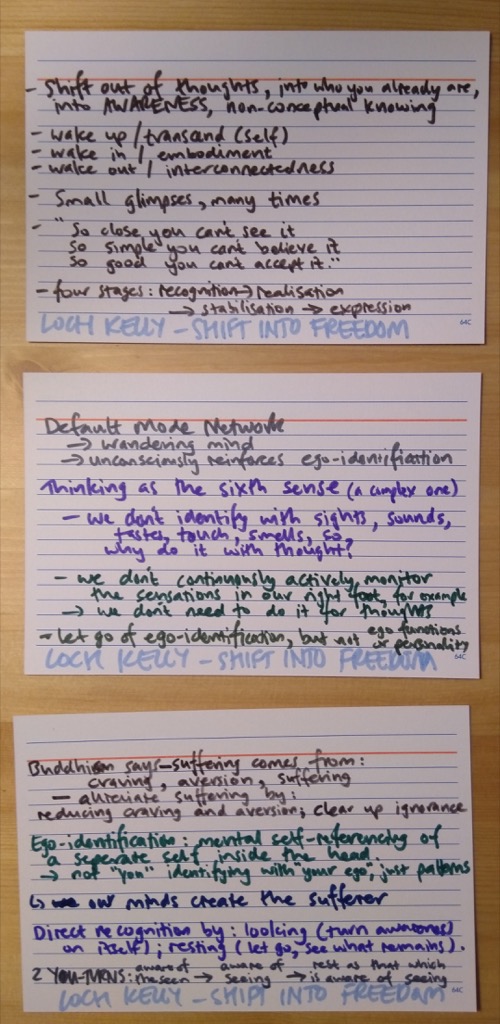 - Shift out of thoughts, into who you already are,
into AWARENESS, non-conceptual knowing
- wake up / transcend (self)
- wake in / embodiment
- wake out / interconnectedness
- Small glimpses, many times
- "So close you can't see it
So simple you can't believe it
So good you can't accept it."
- four stages: recognition → realisation
→ stabilisation → expression
LOCH KELLY - SHIFT INTO FREEDOM
64C
Default Mode Network
→ wandering mind
→ unconsciously reinforces ego-identification
Thinking as the sixth sense (a complex one)
- we don't identify with sights, sounds,
tastes, touch, smells, so
why do it with thought?
- we don't continuously actively monitor
the sensations in our right foot, for example
→ we don't need to do it for thoughts
- let go of ego-identification, but not ego functions
or personality
LOCH KELLY - SHIFT INTO FREEDOM
64C
Buddhism says - suffering comes from:
craving, aversion, suffering
- alleviate suffering by:
reducing craving and aversion; clear up ignorance
Ego-identification: mental self-referencing of
a seperate self inside the head
→ not "you" identifying with "your ego", just patterns
↳ our minds create the sufferer
Direct recognition by: looking (turn awareness
on itself); resting (let go, see what remains).
2 YOU-TURNS: aware of the seen → aware of seeing → rest as that which is aware of seeing
LOCH KELLY - SHIFT INTO FREEDOM
64C